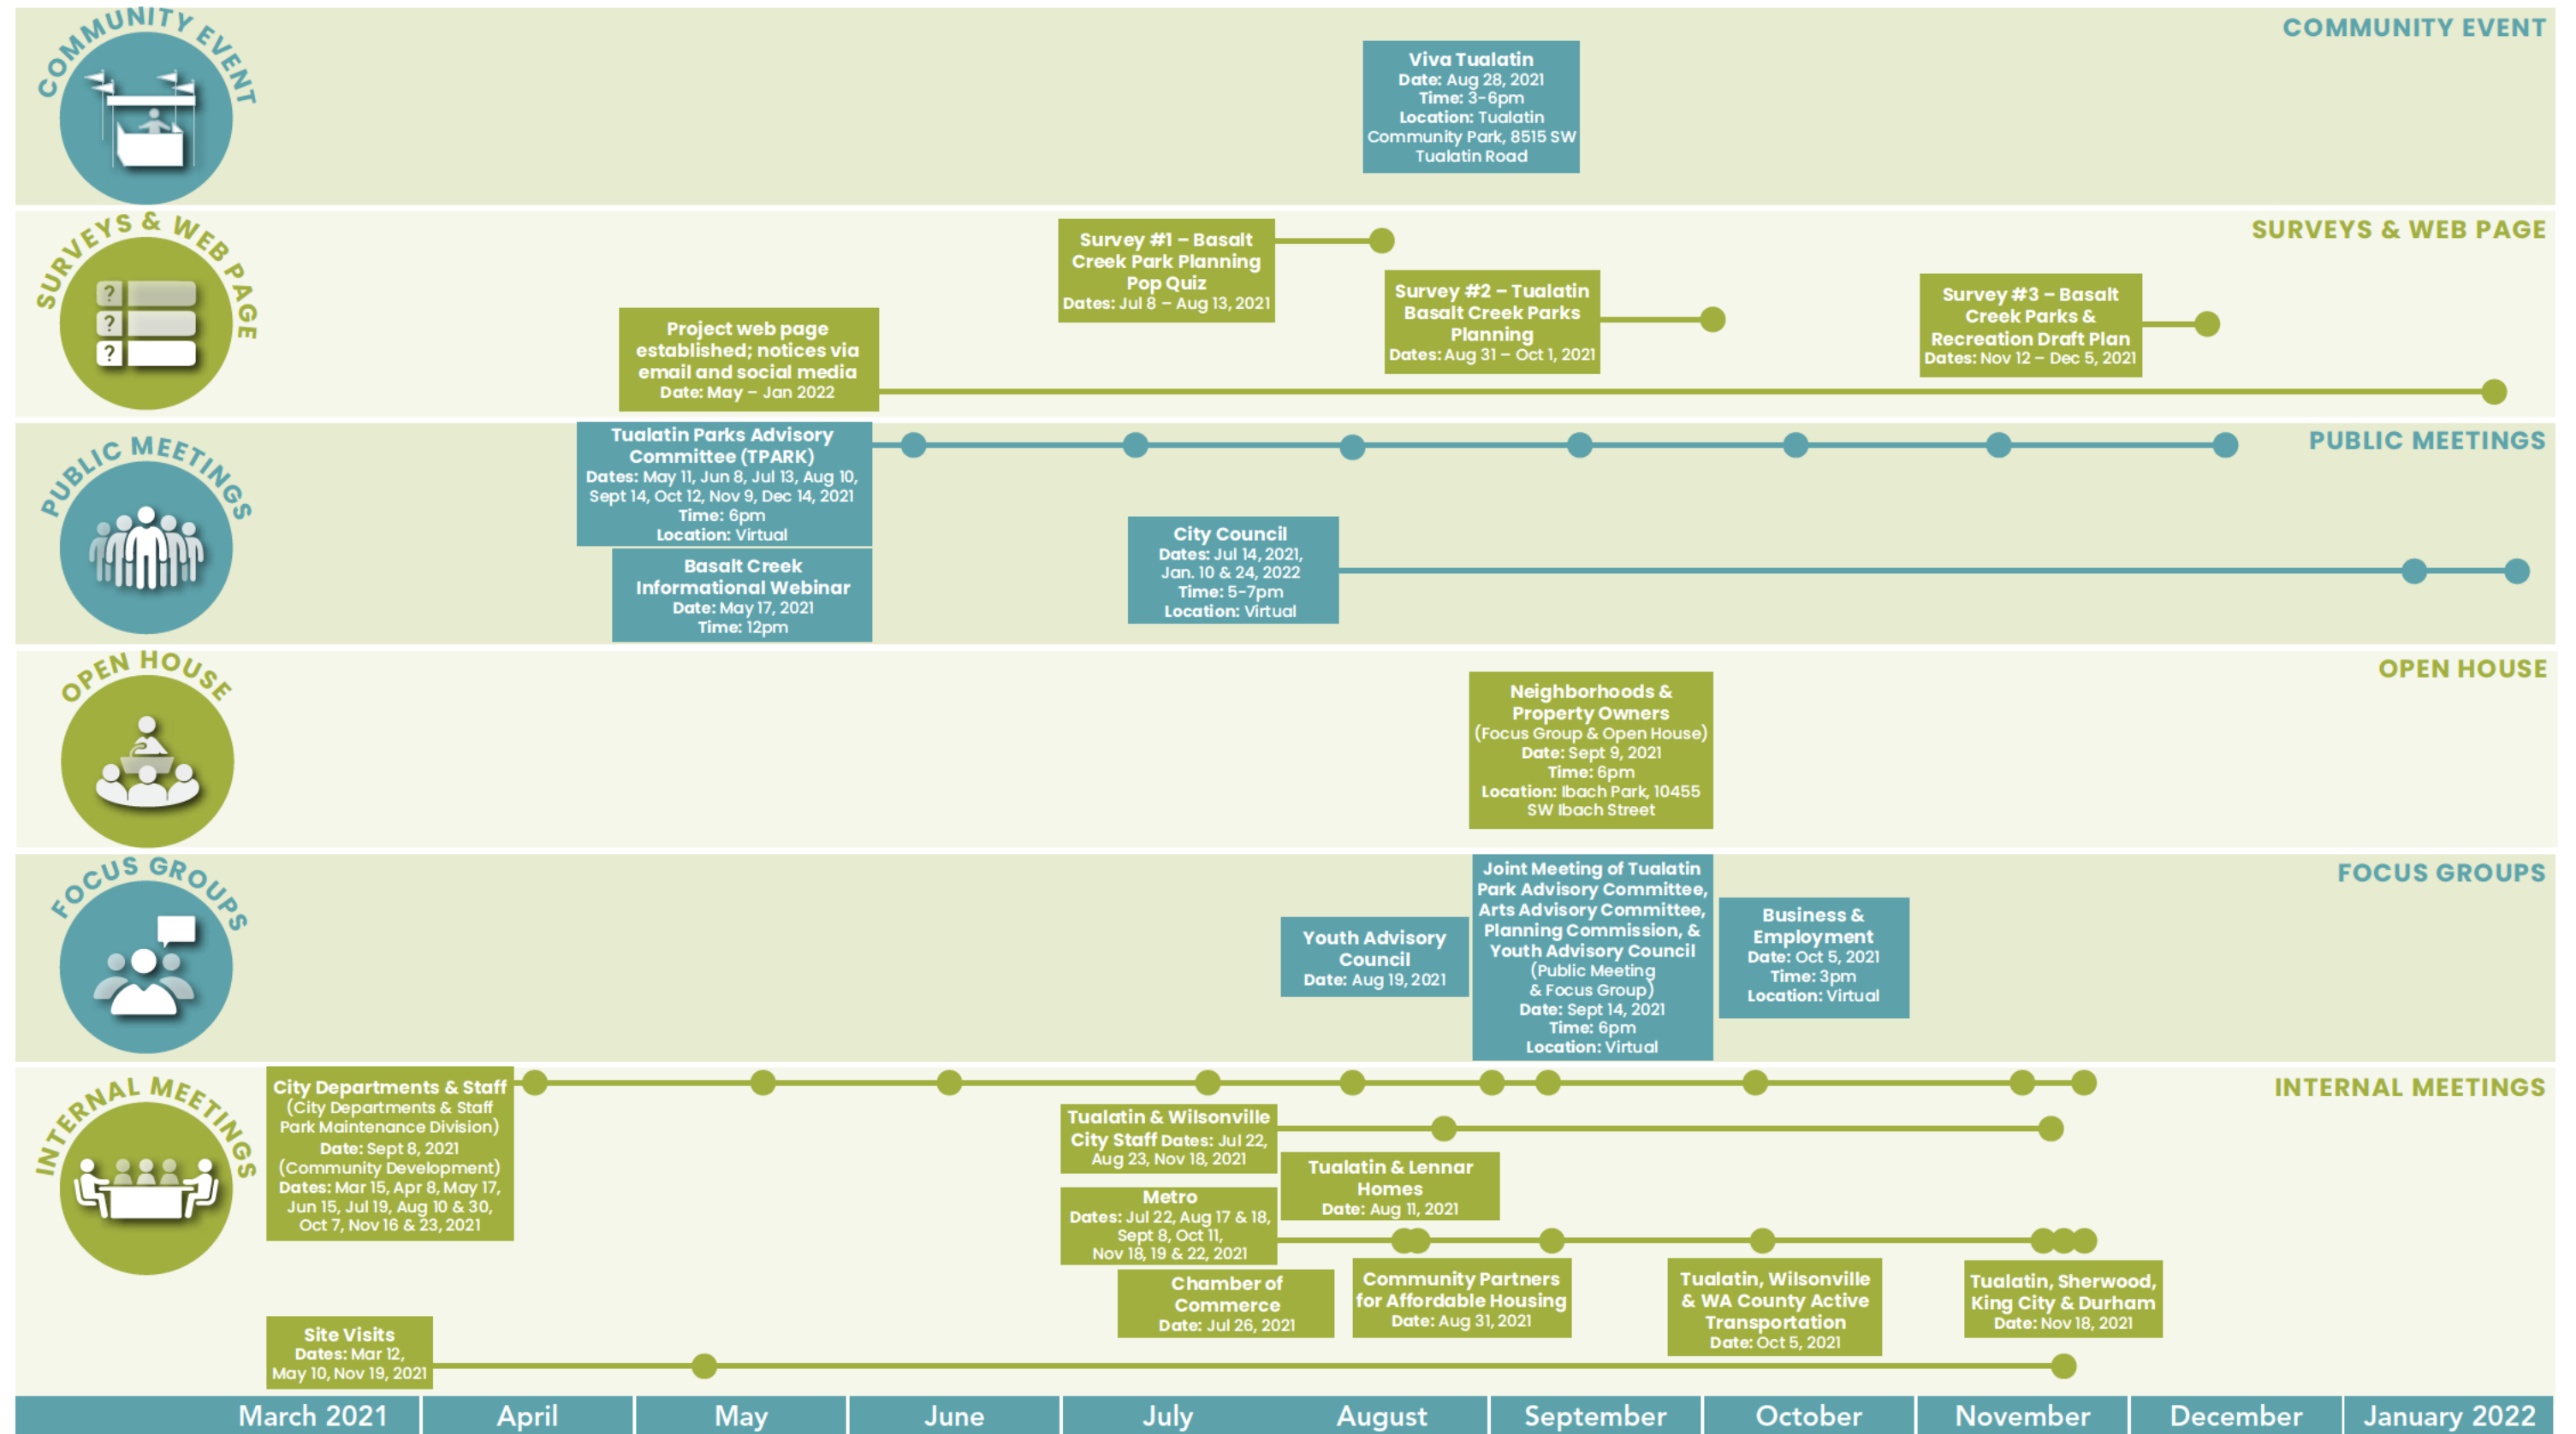 COMMUNITY EVENT
COMMUNITY EVENT
Viva Tualatin
Date: Aug 28, 2021
Time: 3-6pm
Location: Tualatin
Community Park, 8515 SW
Tualatin Road
SURVEYS & WEB PAGE
SURVEYS & WEB PAGE
?
?
?
Project web page
established; notices via
email and social media
Date: May – Jan 2022
Survey #1 – Basalt
Creek Park Planning
Pop Quiz
Dates: Jul 8 – Aug 13, 2021
Survey #2 – Tualatin
Basalt Creek Parks
Planning
Dates: Aug 31 – Oct 1, 2021
Survey #3 – Basalt
Creek Parks &
Recreation Draft Plan
Dates: Nov 12 – Dec 5, 2021
PUBLIC MEETINGS
PUBLIC MEETINGS
Tualatin Parks Advisory
Committee (TPARK)
Dates: May 11, Jun 8, Jul 13, Aug 10,
Sept 14, Oct 12, Nov 9, Dec 14, 2021
Time: 6pm
Location: Virtual
Basalt Creek
Informational Webinar
Date: May 17, 2021
Time: 12pm
City Council
Dates: Jul 14, 2021,
Jan. 10 & 24, 2022
Time: 5-7pm
Location: Virtual
OPEN HOUSE
OPEN HOUSE
Neighborhoods &
Property Owners
(Focus Group & Open House)
Date: Sept 9, 2021
Time: 6pm
Location: Ibach Park, 10455
SW Ibach Street
FOCUS GROUPS
FOCUS GROUPS
Youth Advisory
Council
Date: Aug 19, 2021
Joint Meeting of Tualatin
Park Advisory Committee,
Arts Advisory Committee,
Planning Commission, &
Youth Advisory Council
(Public Meeting
& Focus Group)
Date: Sept 14, 2021
Time: 6pm
Location: Virtual
Business &
Employment
Date: Oct 5, 2021
Time: 3pm
Location: Virtual
INTERNAL MEETINGS
INTERNAL MEETINGS
City Departments & Staff
(City Departments & Staff
Park Maintenance Division)
Date: Sept 8, 2021
(Community Development)
Dates: Mar 15, Apr 8, May 17,
Jun 15, Jul 19, Aug 10 & 30,
Oct 7, Nov 16 & 23, 2021
Tualatin & Wilsonville
City Staff Dates: Jul 22,
Aug 23, Nov 18, 2021
Tualatin & Lennar
Homes
Date: Aug 11, 2021
Metro
Dates: Jul 22, Aug 17 & 18,
Sept 8, Oct 11,
Nov 18, 19 & 22, 2021
Chamber of
Commerce
Date: Jul 26, 2021
Community Partners
for Affordable Housing
Date: Aug 31, 2021
Tualatin, Wilsonville
& WA County Active
Transportation
Date: Oct 5, 2021
Tualatin, Sherwood,
King City & Durham
Date: Nov 18, 2021
Site Visits
Dates: Mar 12,
May 10, Nov 19, 2021
March 2021
April
May
June
July
August
September
October
November
December
January 2022